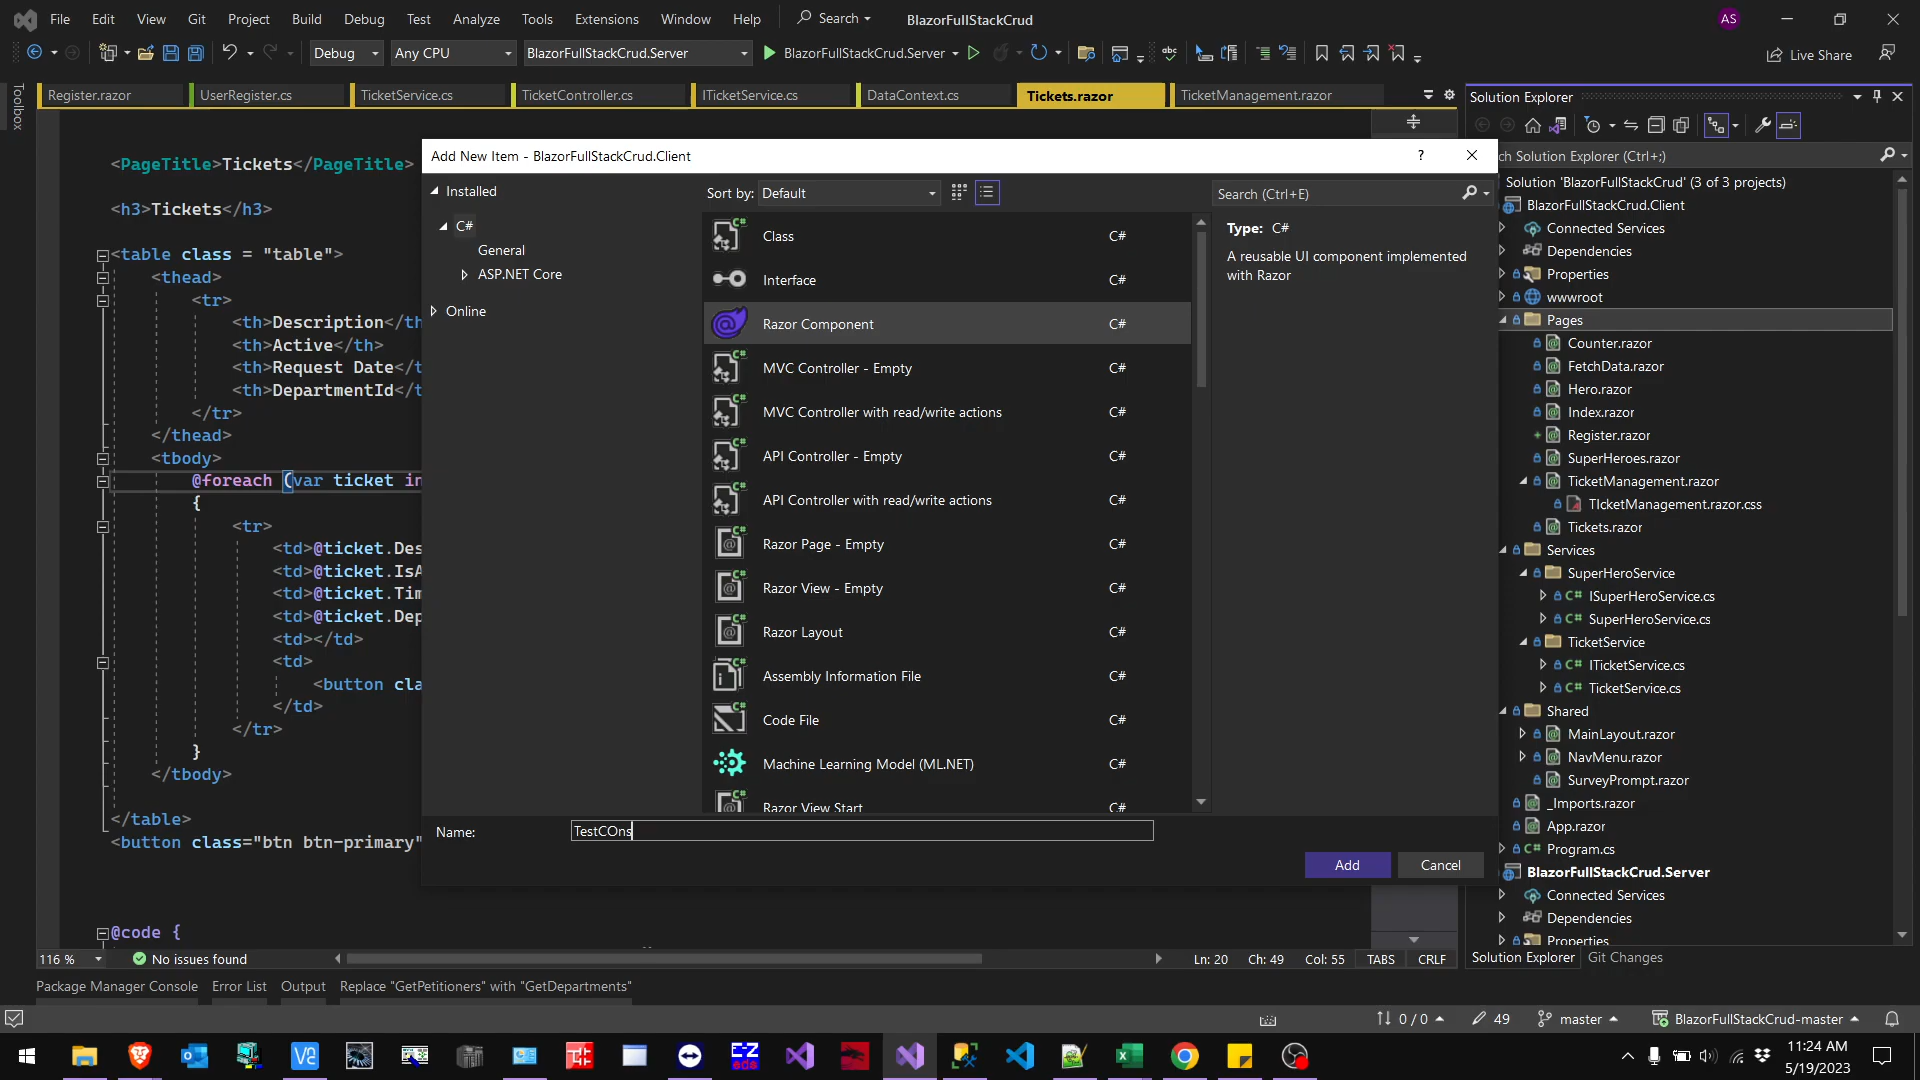 File Edit View Git Project Build Debug Test Analyze Tools Extensions Window Help Search BlazorFullStackCrud AS
Debug Any CPU BlazorFullStackCrud.Server BlazorFullStackCrud.Server Live Share
Toolbox
Register.razor UserRegister.cs TicketService.cs TicketController.cs ITicketService.cs DataContext.cs Tickets.razor TicketManagement.razor
<PageTitle>Tickets</PageTitle>
<h3>Tickets</h3>
<table class = "table">
<thead>
<tr>
<th>Description</th
<th>Active</th>
<th>Request Date</t
<th>DepartmentId</t
</tr>
</thead>
<tbody>
@foreach (var ticket in
{
<tr>
<td>@ticket.Des
<td>@ticket.IsA
<td>@ticket.Tim
<td>@ticket.Dep
<td></td>
<td>
<button cla
</td>
</tr>
}
</tbody>
</table>
<button class="btn btn-primary"
@code {
116 % No issues found Ln: 20 Ch: 49 Col: 55 TABS CRLF
Package Manager Console Error List Output Replace "GetPetitioners" with "GetDepartments"
Add New Item - BlazorFullStackCrud.Client ?
Installed
C#
General
ASP.NET Core
Online
Sort by: Default
Search (Ctrl+E)
Class C#
Interface C#
Razor Component C#
MVC Controller - Empty C#
MVC Controller with read/write actions C#
API Controller - Empty C#
API Controller with read/write actions C#
Razor Page - Empty C#
Razor View - Empty C#
Razor Layout C#
Assembly Information File C#
Code File C#
Machine Learning Model (ML.NET) C#
Razor View Start C#
Type: C#
A reusable UI component implemented
with Razor
Name: TestCOns
Add Cancel
Solution Explorer
ch Solution Explorer (Ctrl+;)
Solution 'BlazorFullStackCrud' (3 of 3 projects)
BlazorFullStackCrud.Client
Connected Services
Dependencies
Properties
wwwroot
Pages
Counter.razor
FetchData.razor
Hero.razor
Index.razor
Register.razor
SuperHeroes.razor
TicketManagement.razor
TIcketManagement.razor.css
Tickets.razor
Services
SuperHeroService
ISuperHeroService.cs
SuperHeroService.cs
TicketService
ITicketService.cs
TicketService.cs
Shared
MainLayout.razor
NavMenu.razor
SurveyPrompt.razor
_Imports.razor
App.razor
Program.cs
BlazorFullStackCrud.Server
Connected Services
Dependencies
Properties
Solution Explorer Git Changes
0 / 0 49 master BlazorFullStackCrud-master
11:24 AM
5/19/2023